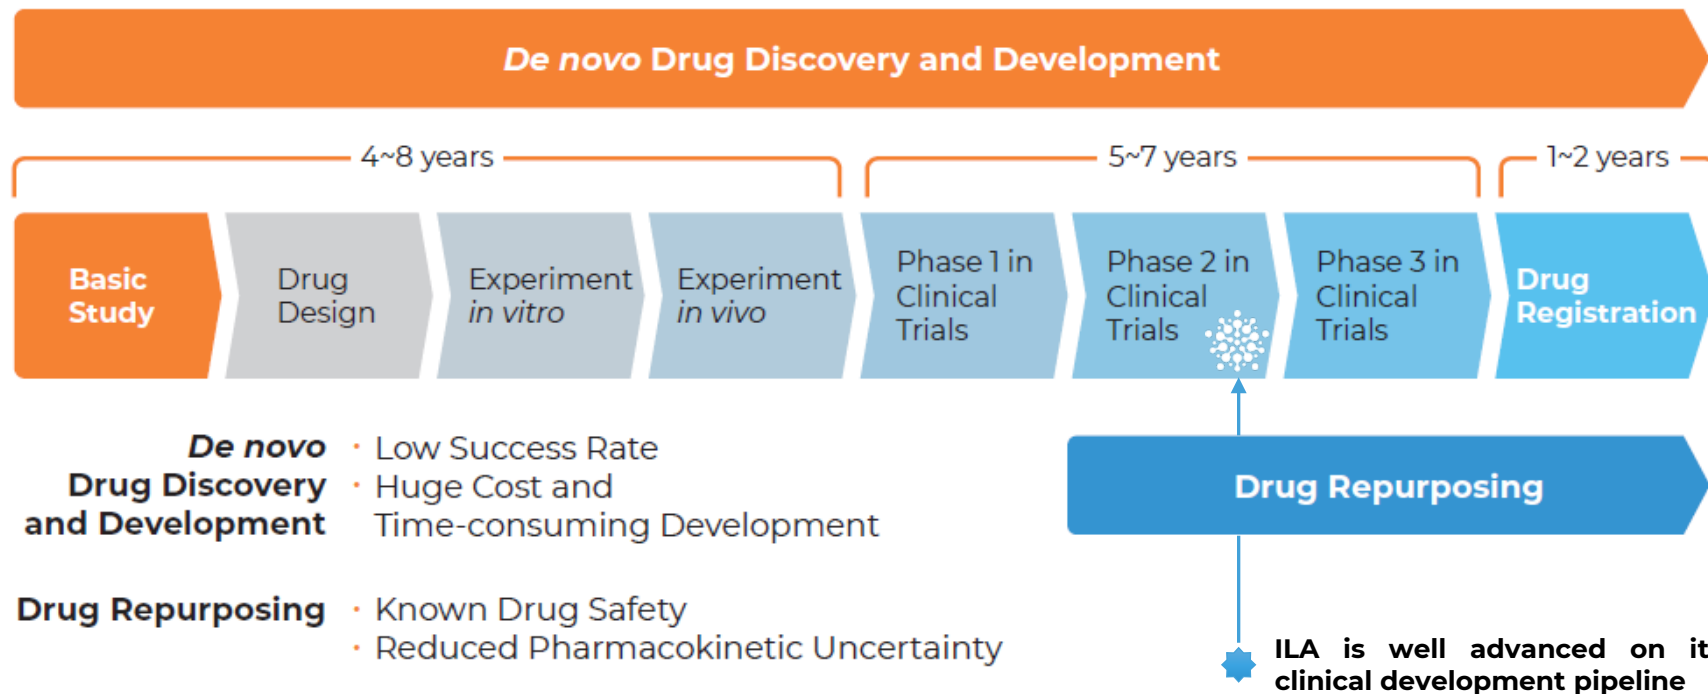 De novo Drug Discovery and Development
4~8 years
5~7 years
1~2 years
Basic
Study
Drug
Design
Experiment
in vitro
Experiment
in vivo
Phase 1 in
Clinical
Trials
Phase 2 in
Clinical
Trials
Phase 3 in
Clinical
Trials
Drug
Registration
De novo
Drug Discovery
and Development
· Low Success Rate
· Huge Cost and
Time-consuming Development
Drug Repurposing
Drug Repurposing
· Known Drug Safety
· Reduced Pharmacokinetic Uncertainty
ILA is well advanced on it
clinical development pipeline